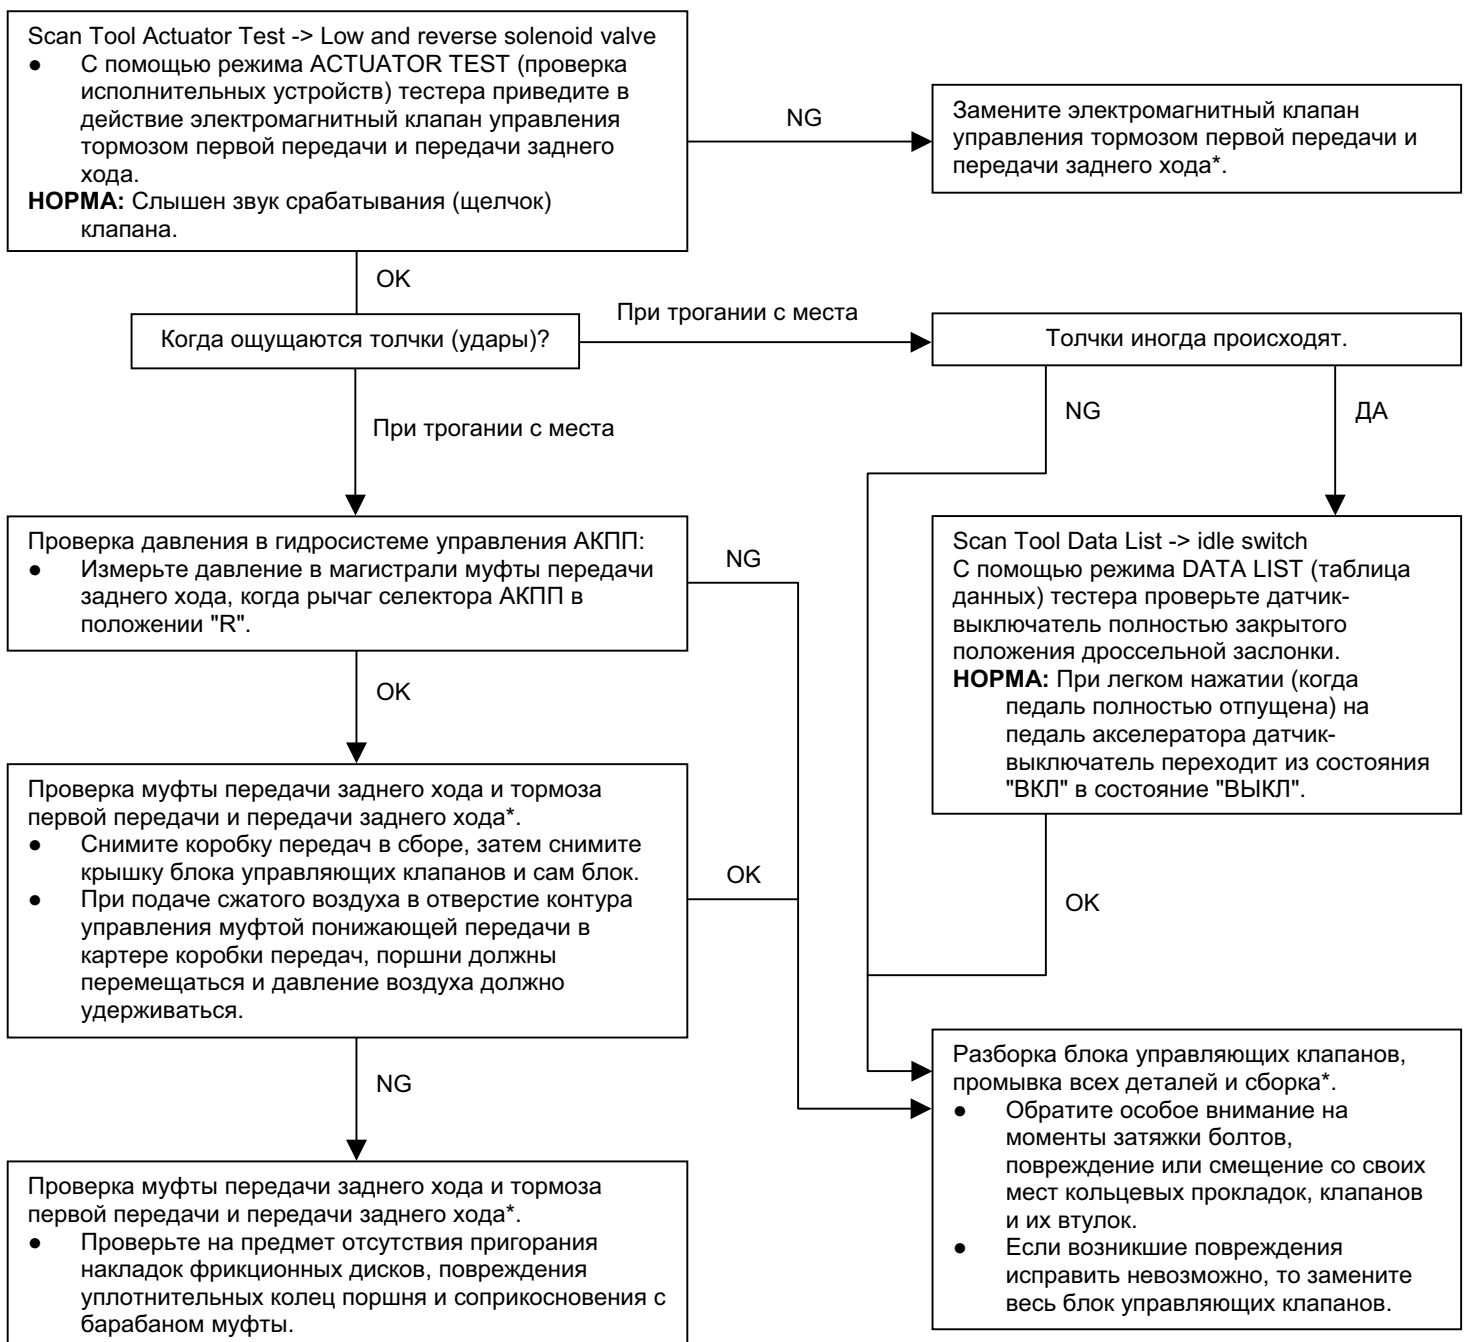 Scan Tool Actuator Test -> Low and reverse solenoid valve
● С помощью режима ACTUATOR TEST (проверка
исполнительных устройств) тестера приведите в
действие электромагнитный клапан управления
тормозом первой передачи и передачи заднего
хода.
НОРМА: Слышен звук срабатывания (щелчок)
клапана.
NG
Замените электромагнитный клапан
управления тормозом первой передачи и
передачи заднего хода*.
OK
Когда ощущаются толчки (удары)?
При трогании с места
Толчки иногда происходят.
При трогании с места
NG
ДА
Проверка давления в гидросистеме управления АКПП:
● Измерьте давление в магистрали муфты передачи
заднего хода, когда рычаг селектора АКПП в
положении "R".
NG
Scan Tool Data List -> idle switch
С помощью режима DATA LIST (таблица
данных) тестера проверьте датчик-
выключатель полностью закрытого
положения дроссельной заслонки.
НОРМА: При легком нажатии (когда
педаль полностью отпущена) на
педаль акселератора датчик-
выключатель переходит из состояния
"ВКЛ" в состояние "ВЫКЛ".
OK
Проверка муфты передачи заднего хода и тормоза
первой передачи и передачи заднего хода*.
● Снимите коробку передач в сборе, затем снимите
крышку блока управляющих клапанов и сам блок.
● При подаче сжатого воздуха в отверстие контура
управления муфтой понижающей передачи в
картере коробки передач, поршни должны
перемещаться и давление воздуха должно
удерживаться.
OK
OK
NG
Разборка блока управляющих клапанов,
промывка всех деталей и сборка*.
● Обратите особое внимание на
моменты затяжки болтов,
повреждение или смещение со своих
мест кольцевых прокладок, клапанов
и их втулок.
● Если возникшие повреждения
исправить невозможно, то замените
весь блок управляющих клапанов.
Проверка муфты передачи заднего хода и тормоза
первой передачи и передачи заднего хода*.
● Проверьте на предмет отсутствия пригорания
накладок фрикционных дисков, повреждения
уплотнительных колец поршня и соприкосновения с
барабаном муфты.